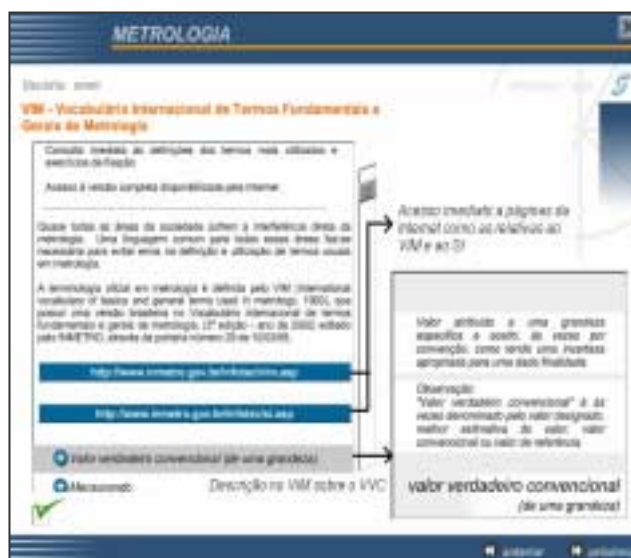 METROLOGIA
VIM - Vocabulário Internacional de Termos Fundamentais e
Gerais de Metrologia
Consulta imediata às definições dos termos mais utilizados e
exercícios de fixação
Acesso à versão completa disponibilizada pela Internet
Quase todas as áreas da sociedade sofrem a interferência direta da
metrologia. Uma linguagem comum para todas essas áreas faz-se
necessária para evitar erros na definição e utilização de termos usuais
em metrologia.
A terminologia oficial em metrologia é definida pelo VIM (International
vocabulary of basics and general terms used in metrology, 1993), que
possui uma versão brasileira no Vocabulário internacional de termos
fundamentais e gerais de metrologia, (2ª edição - ano de 2000) editado
pelo INMETRO, através da portaria número 29 de
Acesso imediato a páginas da
Internet como as relativas ao
VIM e ao SI
Valor atribuído a uma grandeza
específica e aceito, às vezes por
convenção, como tendo uma incerteza
apropriada para uma dada finalidade.
Observação:
"Valor verdadeiro convencional" é às
vezes denominado pelo valor designado,
melhor estimativa do valor, valor
convencional ou valor de referência.
Valor verdadeiro convencional (de uma grandeza)
Mensurando
Descrição no VIM sobre o VVC
valor verdadeiro convencional
(de uma grandeza)
anterior